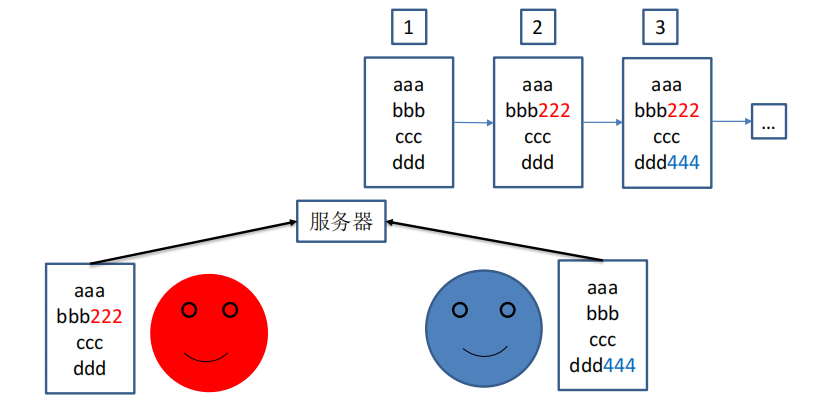 1
2
3
aaa
bbb
ccc
ddd
aaa
bbb222
ccc
ddd
aaa
bbb222
ccc
ddd444
...
服务器
aaa
bbb222
ccc
ddd
aaa
bbb
ccc
ddd444